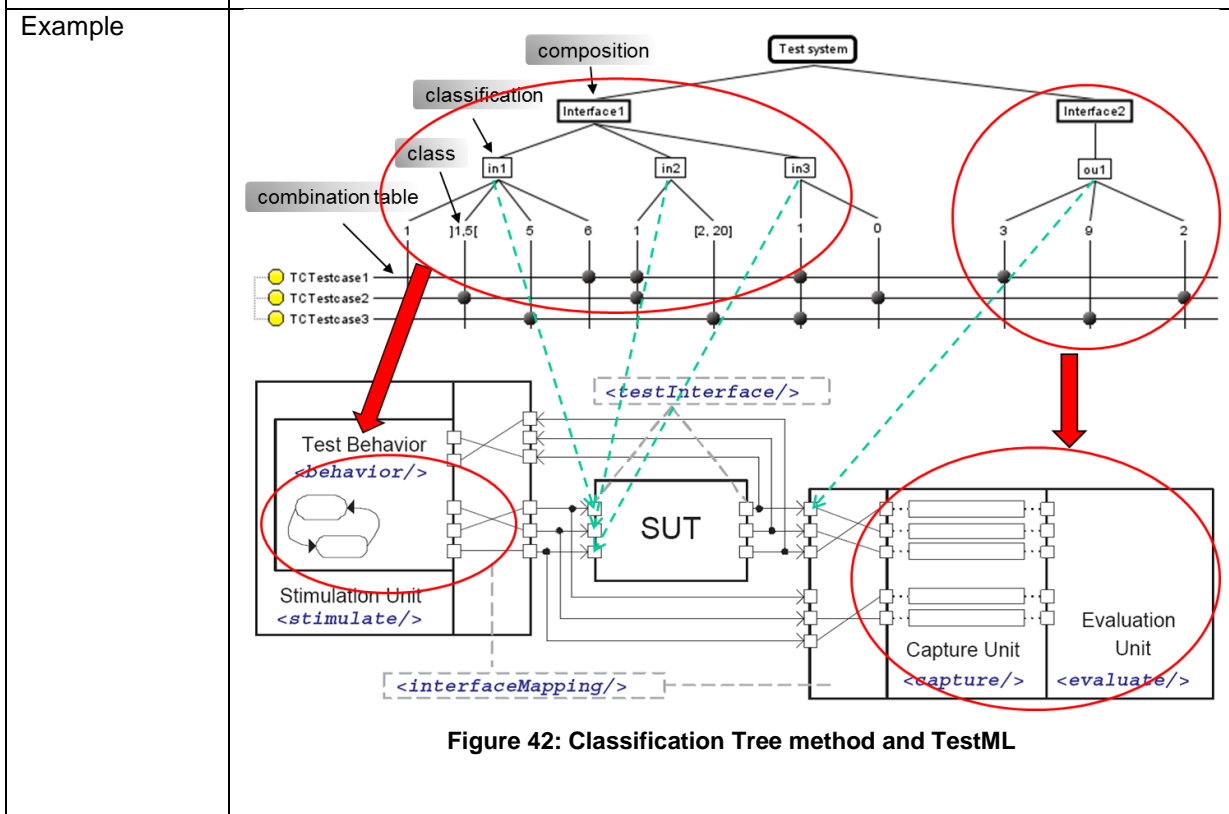 Example
composition
Test system
classification
Interface1
Interface2
class
in1
in2
in3
ou1
combination table
1
]1,5[
5
6
1
[2, 20]
1
0
3
9
2
TCTestcase1
TCTestcase2
TCTestcase3
<testInterface/>
Test Behavior
<behavior/>
SUT
Stimulation Unit
<stimulate/>
Evaluation
Unit
Capture Unit
<interfaceMapping/>
<capture/>
<evaluate/>
Figure 42: Classification Tree method and TestML